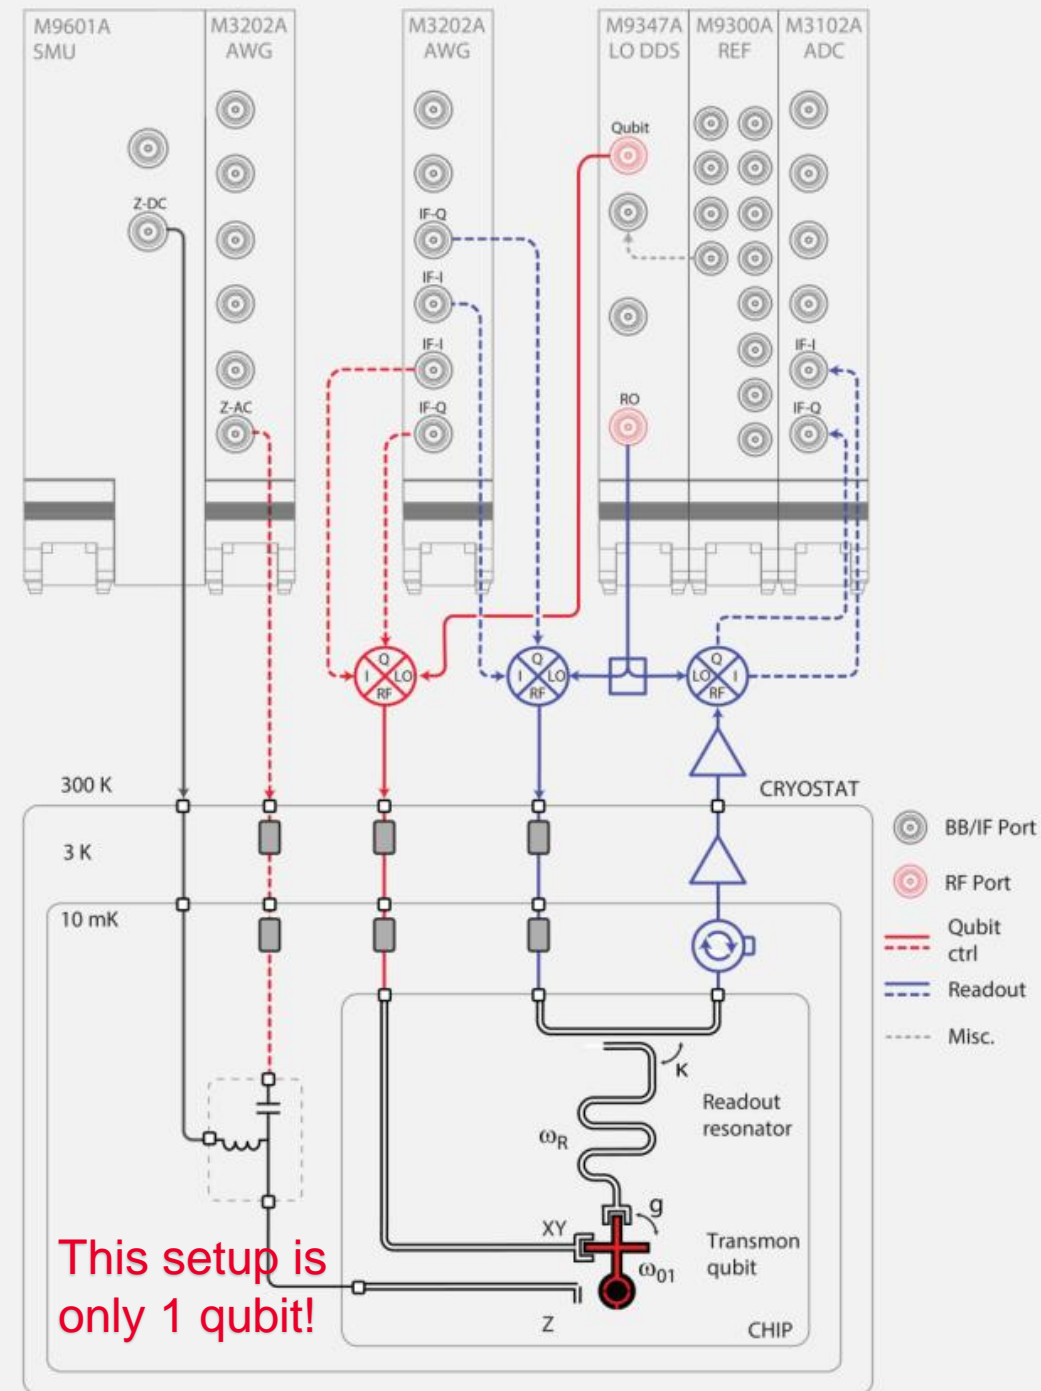 M9601A
SMU
M3202A
AWG
M3202A
AWG
M9347A
LO DDS
M9300A
REF
M3102A
ADC
Qubit
Z-DC
IF-Q
IF-I
IF-I
IF-I
RO
Z-AC
IF-Q
IF-Q
Q
I
LO
RF
Q
I
LO
RF
Q
LO
I
RF
300 K
CRYOSTAT
3 K
BB/IF Port
RF Port
10 mK
Qubit
ctrl
Readout
Misc.
κ
Readout
resonator
ωR
g
XY
Transmon
qubit
ω01
This setup is
only 1 qubit!
Z
CHIP